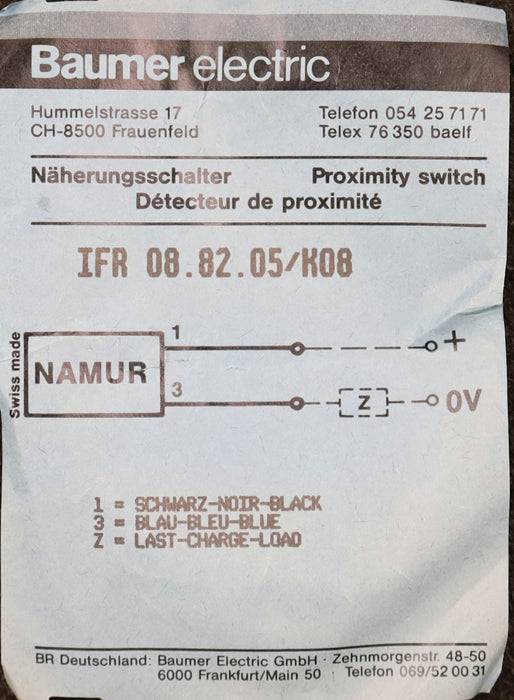 Baumer electric
Hummelstrasse 17 Telefon 054 25 71 71
CH-8500 Frauenfeld Telex 76 350 baelf
Näherungsschalter Proximity switch
Détecteur de proximité
IFR 08.82.05/K08
Swiss made
NAMUR
1
+
3
Z
0V
1 = SCHWARZ-NOIR-BLACK
3 = BLAU-BLEU-BLUE
Z = LAST-CHARGE-LOAD
BR Deutschland: Baumer Electric GmbH · Zehnmorgenstr. 48-50
6000 Frankfurt/Main 50 · Telefon 069/52 00 31